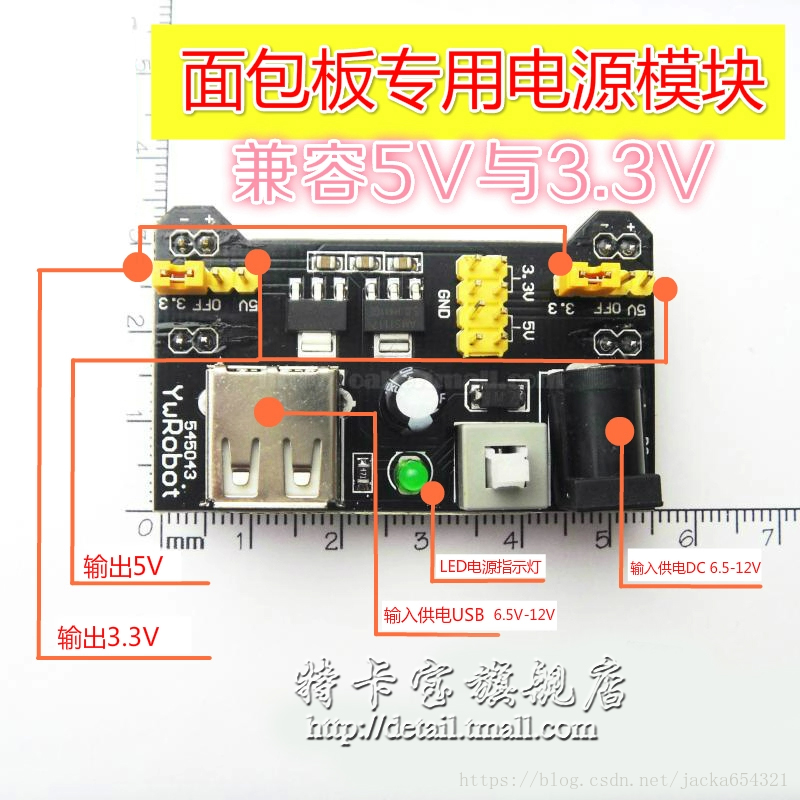 面包板专用电源模块
兼容5V与3.3V
3.3 OFF 5V
3.3V
GND
5V
3.3 OFF 5V
AMS1117
545043
YwRobot
0 mm 1 2 3 4 5 6 7
输出5V
LED电源指示灯
输入供电DC 6.5-12V
输入供电USB 6.5V-12V
输出3.3V
特卡宝旗舰店
http://detail.tmall.com
https://blog.csdn.net/jacka654321